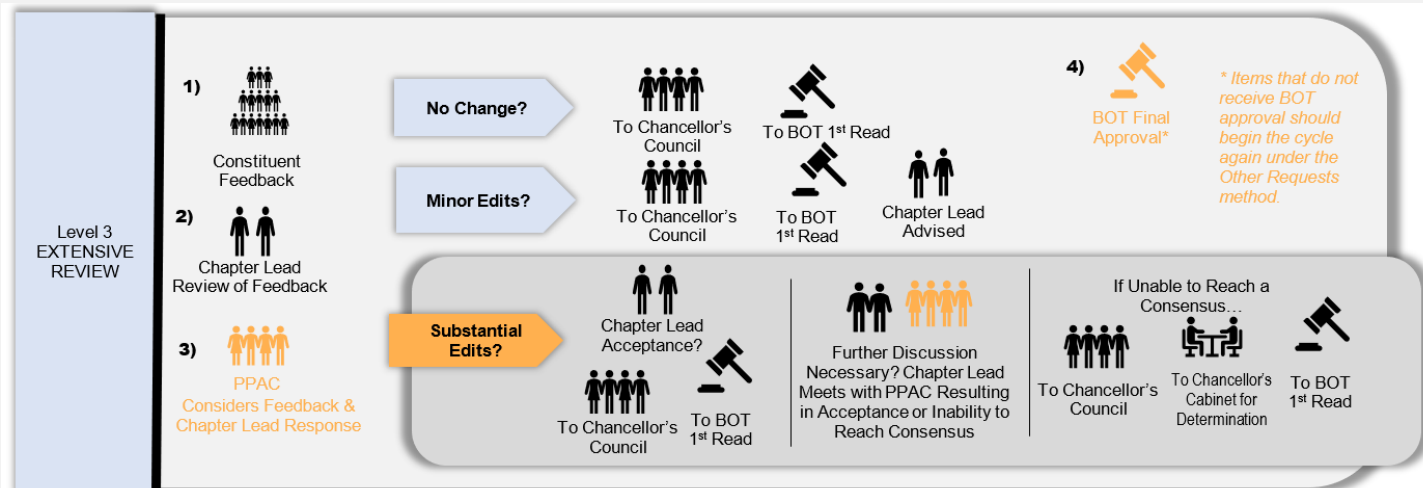 Level 3
EXTENSIVE
REVIEW
1)
Constituent
Feedback
2)
Chapter Lead
Review of Feedback
3)
PPAC
Considers Feedback &
Chapter Lead Response
No Change?
To Chancellor's
Council
To BOT 1st Read
Minor Edits?
To Chancellor's
Council
To BOT
1st Read
Chapter Lead
Advised
Substantial
Edits?
Chapter Lead
Acceptance?
To Chancellor's
Council
To BOT
1st Read
Further Discussion
Necessary? Chapter Lead
Meets with PPAC Resulting
in Acceptance or Inability to
Reach Consensus
If Unable to Reach a
Consensus…
To Chancellor's
Council
To Chancellor's
Cabinet for
Determination
To BOT
1st Read
4)
BOT Final
Approval*
* Items that do not
receive BOT
approval should
begin the cycle
again under the
Other Requests
method.